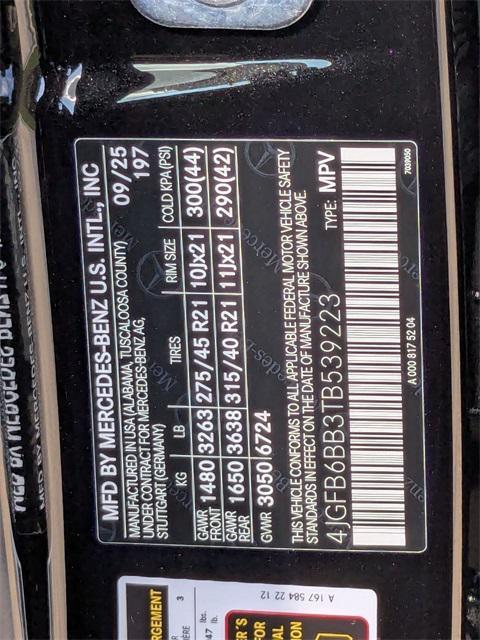 MFD BY MERCEDES-BENZ U.S. INTL., INC
MANUFACTURED IN USA (ALABAMA, TUSCALOOSA COUNTY) 09/25
UNDER CONTRACT FOR MERCEDES-BENZ AG, 197
STUTTGART (GERMANY)
KG LB TIRES RIM SIZE COLD KPA (PSI)
GAWR FRONT 1480 3263 275/45 R21 10Jx21 300(44)
GAWR REAR 1650 3638 315/40 R21 11Jx21 290(42)
GVWR 3050 6724
THIS VEHICLE CONFORMS TO ALL APPLICABLE FEDERAL MOTOR VEHICLE SAFETY
STANDARDS IN EFFECT ON THE DATE OF MANUFACTURE SHOWN ABOVE.
4JGFB6BB3TB539223 TYPE: MPV
A 000 817 52 04 7039050
A 167 584 22 12